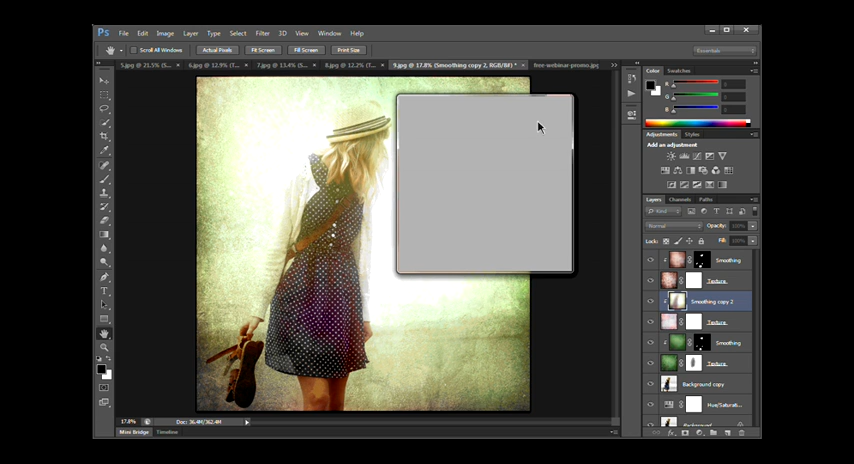 Ps File Edit Image Layer Type Select Filter 3D View Window Help
Scroll All Windows Actual Pixels Fit Screen Fill Screen Print Size Essentials
5.jpg @ 21.5% (S... × 6.jpg @ 12.9% (T... × 7.jpg @ 13.4% (S... × 8.jpg @ 12.2% (T... × 9.jpg @ 17.8% (Smoothing copy 2, RGB/8#) * × free-webinar-promo.jpg
Color Swatches
R 0
G 0
B 0
Adjustments Styles
Add an adjustment
Layers Channels Paths
Kind
Normal Opacity: 100%
Lock: Fill: 100%
Smoothing
Texture
Smoothing copy 2
Texture
Smoothing
Texture
Background copy
Hue/Saturati...
Background
17.8% Doc: 36.4M/362.4M
Mini Bridge Timeline